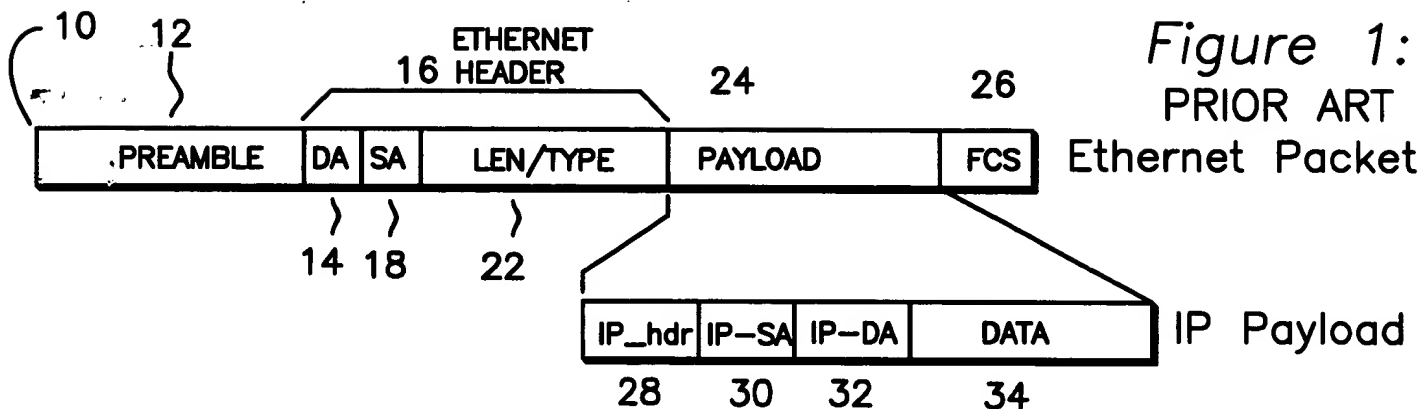 10
12
ETHERNET
16 HEADER
24
26
Figure 1:
PRIOR ART
PREAMBLE DA SA LEN/TYPE PAYLOAD FCS
Ethernet Packet
14 18 22
IP_hdr IP-SA IP-DA DATA
IP Payload
28 30 32 34